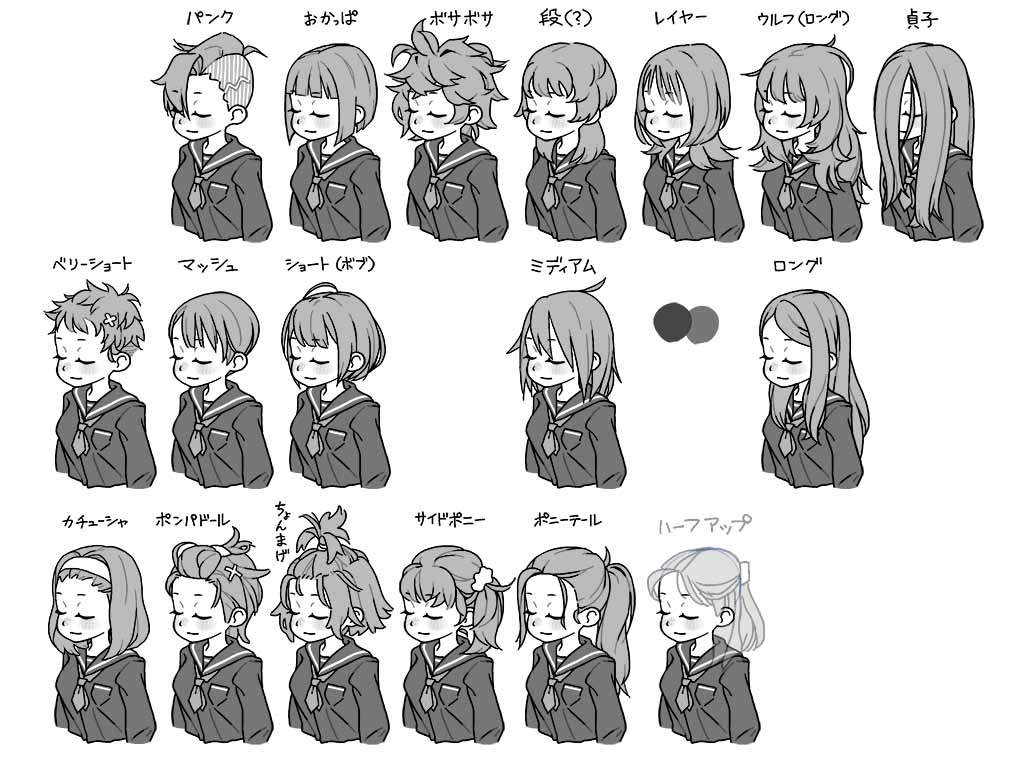 パンク
おかっぱ
ボサボサ
段(?)
レイヤー
ウルフ(ロング)
貞子
ベリーショート
マッシュ
ショート(ボブ)
ミディアム
ロング
カチューシャ
ポンパドール
ちょんまげ
サイドポニー
ポニーテール
ハーフアップ